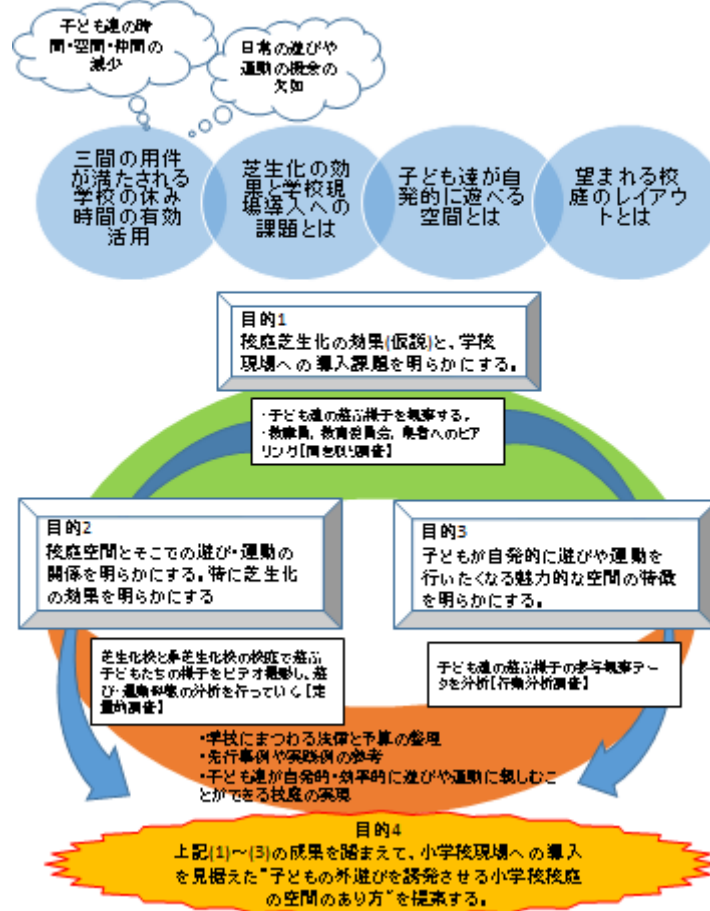 子ども達の時
間・空間・仲間の
減少
日常の遊びや
運動の機会の
欠如
三間の用件
が満たされる
学校の休み
時間の有効
活用
芝生化の効
果と学校現
場導入への
課題とは
子ども達が自
発的に遊べる
空間とは
望まれる校
庭のレイアウ
トとは
目的1
校庭芝生化の効果(仮説)と、学校
現場への導入課題を明らかにする。
・子ども達の遊ぶ様子を観察する。
・教職員、教育委員会、業者へのヒア
リング[聞き取り調査]
目的2
校庭空間とそこでの遊び・運動の
関係を明らかにする。特に芝生化
の効果を明らかにする
目的3
子どもが自発的に遊びや運動を
行いたくなる魅力的な空間の特徴
を明らかにする。
芝生化校と非芝生化校の校庭で遊ぶ
子どもたちの様子をビデオ撮影し、遊
び・運動形態の分析を行っていく[定
量的調査]
子ども達の遊ぶ様子の参与観察デー
タを分析[行動分析調査]
・学校にまつわる法律と予算の整理
・先行事例や実践例の参考
・子ども達が自発的・効率的に遊びや運動に親しむこ
とができる校庭の実現
目的4
上記(1)～(3)の成果を踏まえて、小学校現場への導入
を見据えた"子どもの外遊びを誘発させる小学校校庭
の空間のあり方"を提案する。